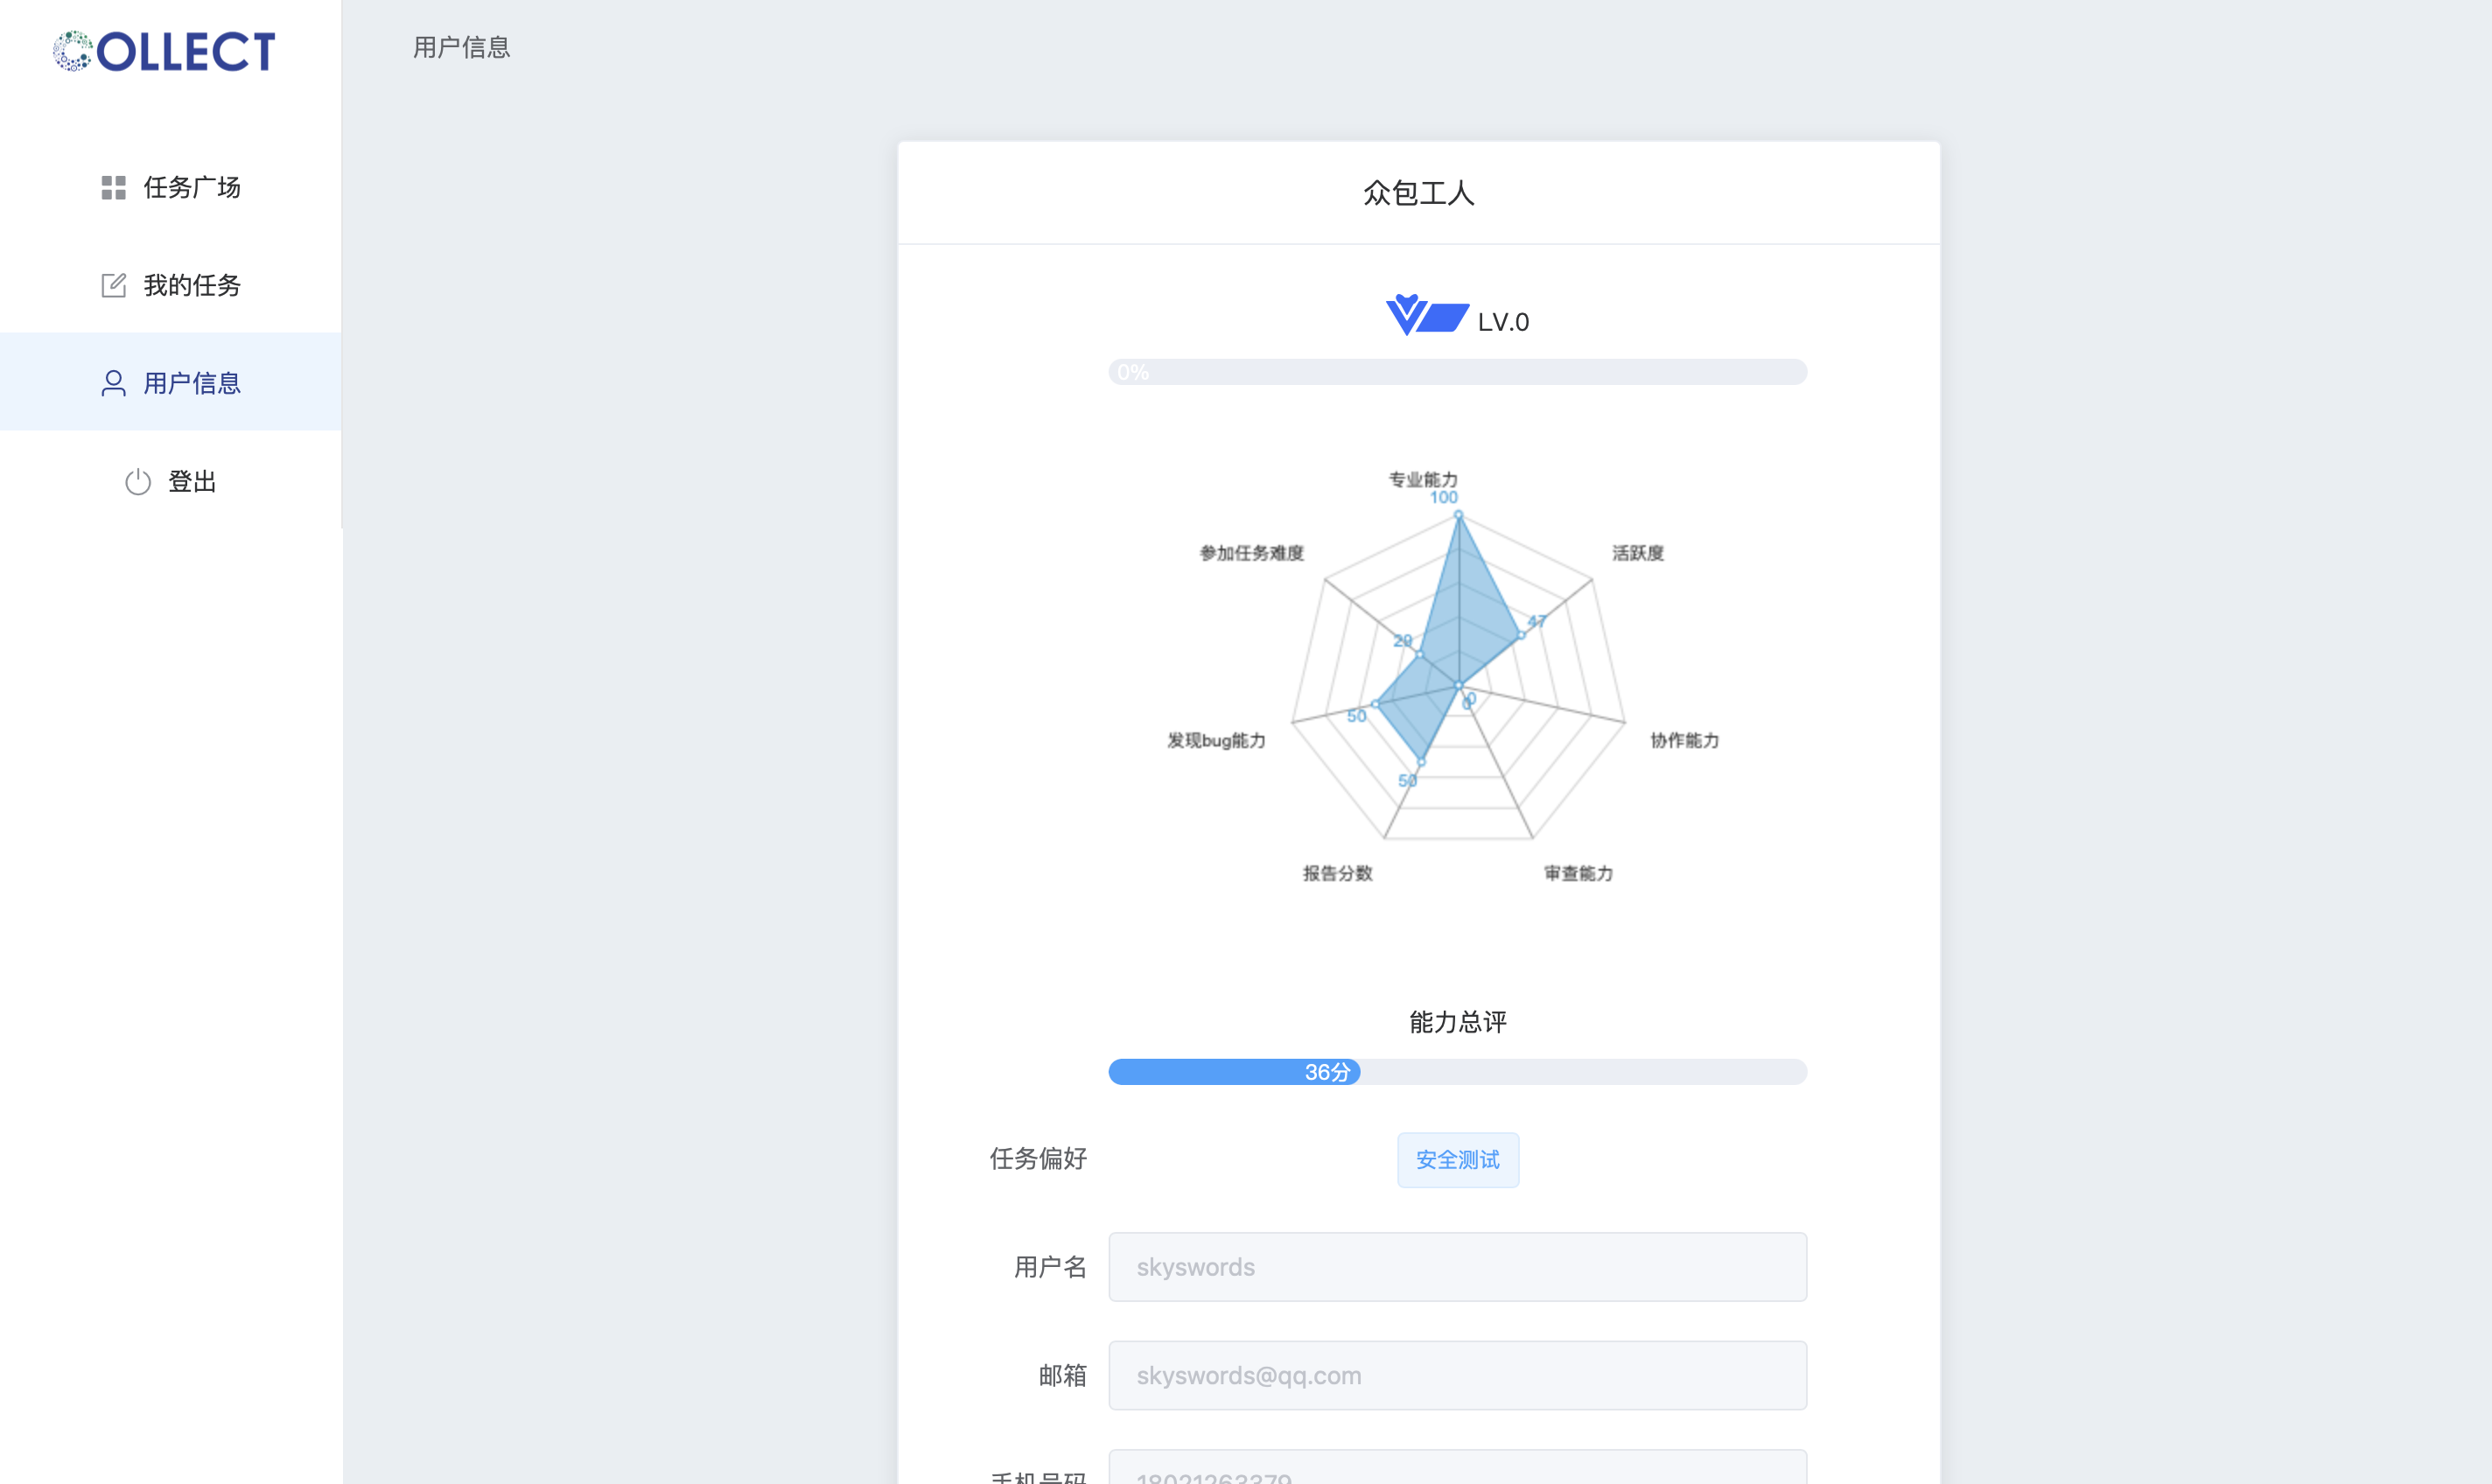 COLLECT
任务广场
我的任务
用户信息
登出
用户信息
众包工人
LV.0
0%
专业能力
100
参加任务难度
活跃度
47
29
0
0
50
发现bug能力
协作能力
50
报告分数
审查能力
能力总评
36分
任务偏好
安全测试
用户名
skyswords
邮箱
skyswords@qq.com
手机号码
18021263379